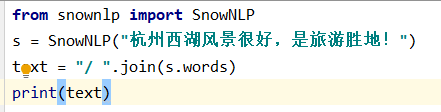 from snownlp import SnowNLP
s = SnowNLP("杭州西湖风景很好，是旅游胜地！")
text = "/ ".join(s.words)
print(text)